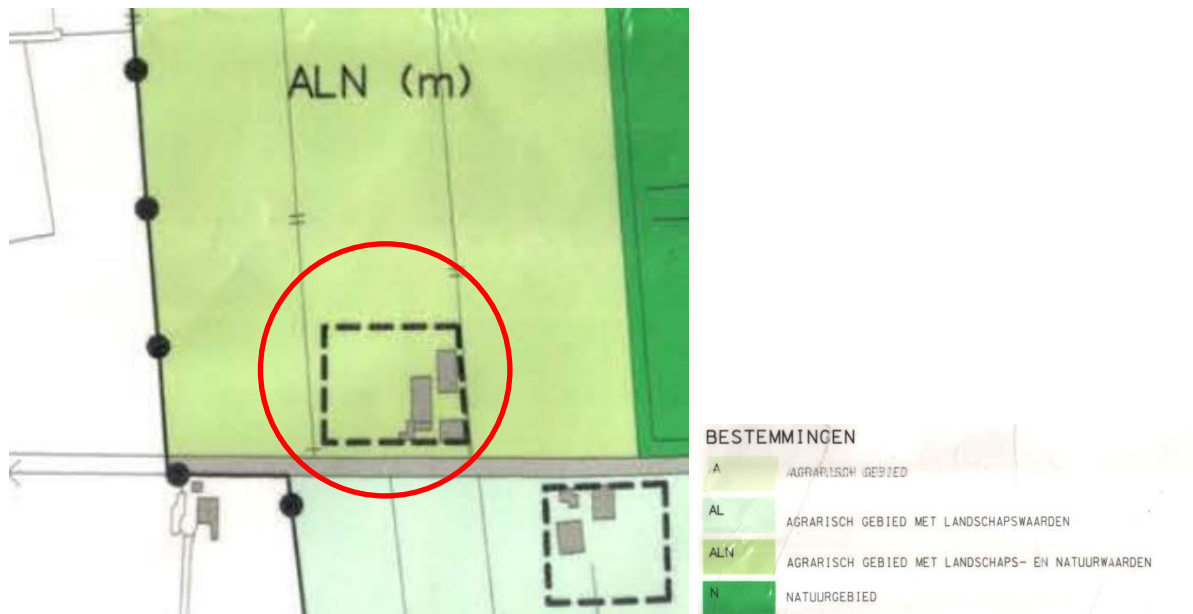 ALN (m)
BESTEMMINGEN
A AGRARISCH GEBIED
AL AGRARISCH GEBIED MET LANDSCHAPSWAARDEN
ALN AGRARISCH GEBIED MET LANDSCHAPS- EN NATUURWAARDEN
N NATUURGEBIED